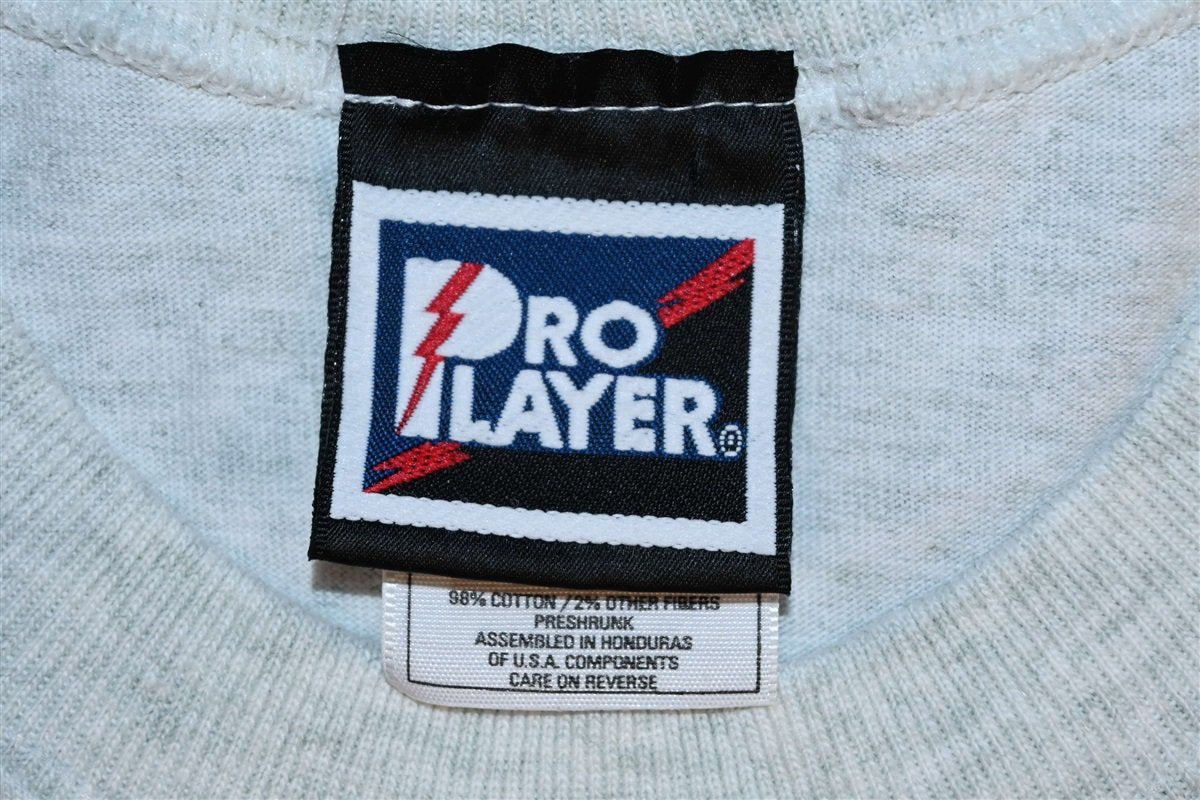 PRO
PLAYER®
98% COTTON / 2% OTHER FIBERS
PRESHRUNK
ASSEMBLED IN HONDURAS
OF U.S.A. COMPONENTS
CARE ON REVERSE